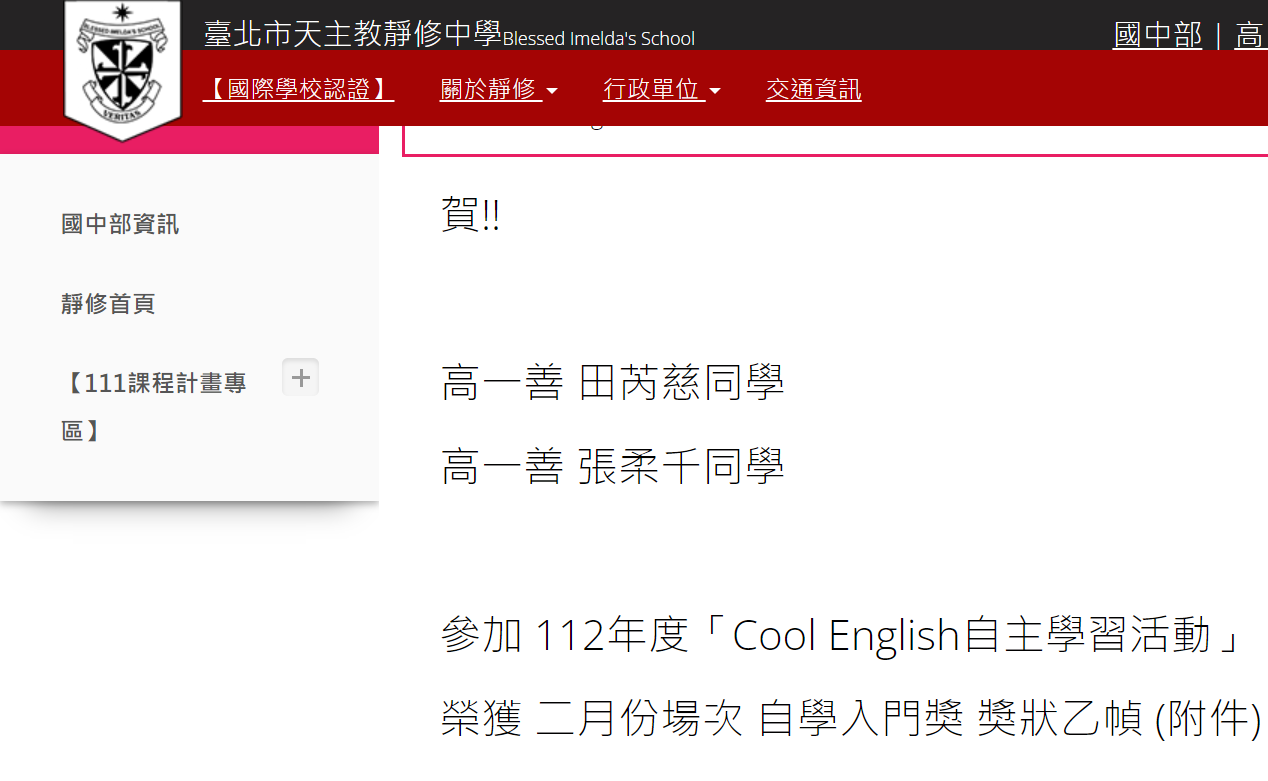 BLESSED IMELDA'S SCHOOL
VERITAS
臺北市天主教靜修中學Blessed Imelda's School
國中部 | 高
【國際學校認證】 關於靜修 行政單位 交通資訊
國中部資訊
靜修首頁
【111課程計畫專
區】
賀!!
高一善 田芮慈同學
高一善 張柔千同學
參加 112年度「Cool English自主學習活動」
榮獲 二月份場次 自學入門獎 獎狀乙幀 (附件)